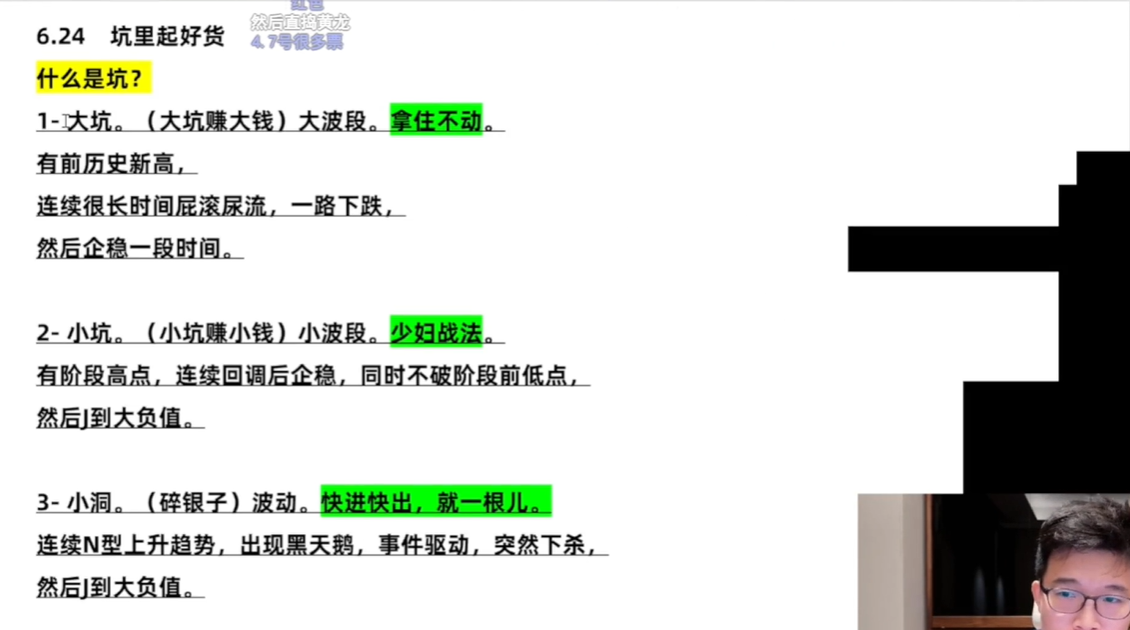 红色
然后直捣黄龙
6.24 坑里起好货
4.7号很多票
什么是坑？
1-大坑。（大坑赚大钱）大波段。拿住不动。
有前历史新高，
连续很长时间屁滚尿流，一路下跌，
然后企稳一段时间。
2- 小坑。（小坑赚小钱）小波段。少妇战法。
有阶段高点，连续回调后企稳，同时不破阶段前低点，
然后J到大负值。
3- 小洞。（碎银子）波动。快进快出，就一根儿。
连续N型上升趋势，出现黑天鹅，事件驱动，突然下杀，
然后J到大负值。